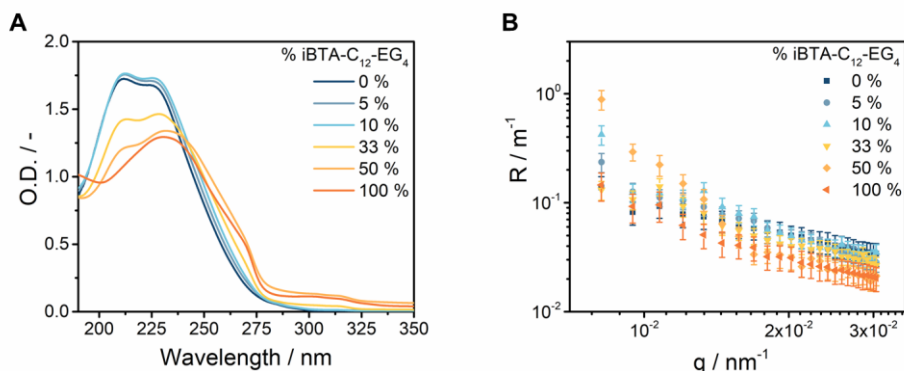 A
% iBTA-C₁₂-EG₄
0 %
5 %
10 %
33 %
50 %
100 %
2.0
1.5
1.0
0.5
0.0
O.D. / -
200 225 250 275 300 325 350
Wavelength / nm
B
% iBTA-C₁₂-EG₄
0 %
5 %
10 %
33 %
50 %
100 %
10⁰
10⁻¹
10⁻²
R / m⁻¹
10⁻² 2x10⁻² 3x10⁻²
q / nm⁻¹